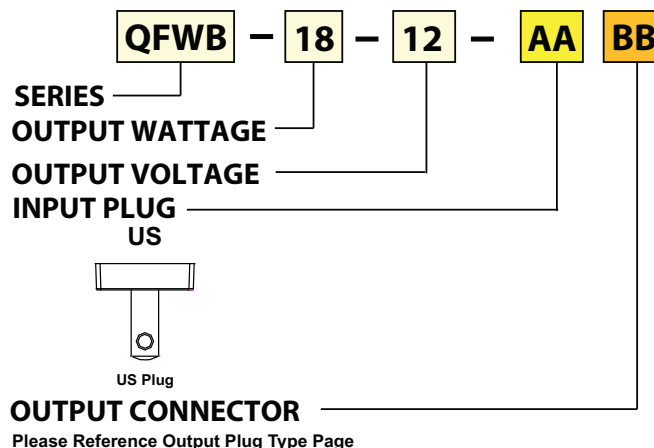 QFWB – 18 – 12 – AA BB
SERIES
OUTPUT WATTAGE
OUTPUT VOLTAGE
INPUT PLUG
US
US Plug
OUTPUT CONNECTOR
Please Reference Output Plug Type Page